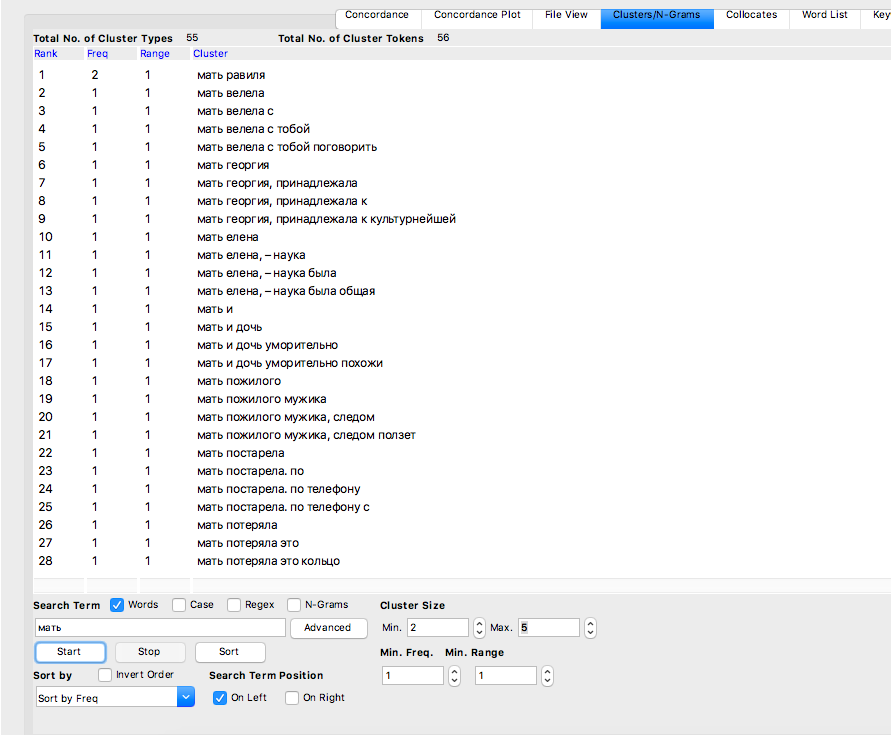 Concordance Concordance Plot File View Clusters/N-Grams Collocates Word List Key
Total No. of Cluster Types 55 Total No. of Cluster Tokens 56
Rank Freq Range Cluster
1 2 1 мать равиля
2 1 1 мать велела
3 1 1 мать велела с
4 1 1 мать велела с тобой
5 1 1 мать велела с тобой поговорить
6 1 1 мать георгия
7 1 1 мать георгия, принадлежала
8 1 1 мать георгия, принадлежала к
9 1 1 мать георгия, принадлежала к культурнейшей
10 1 1 мать елена
11 1 1 мать елена, – наука
12 1 1 мать елена, – наука была
13 1 1 мать елена, – наука была общая
14 1 1 мать и
15 1 1 мать и дочь
16 1 1 мать и дочь уморительно
17 1 1 мать и дочь уморительно похожи
18 1 1 мать пожилого
19 1 1 мать пожилого мужика
20 1 1 мать пожилого мужика, следом
21 1 1 мать пожилого мужика, следом ползет
22 1 1 мать постарела
23 1 1 мать постарела. по
24 1 1 мать постарела. по телефону
25 1 1 мать постарела. по телефону с
26 1 1 мать потеряла
27 1 1 мать потеряла это
28 1 1 мать потеряла это кольцо
Search Term Words Case Regex N-Grams Cluster Size
мать Advanced Min. 2 Max. 5
Start Stop Sort Min. Freq. Min. Range
Sort by Invert Order Search Term Position 1 1
Sort by Freq On Left On Right